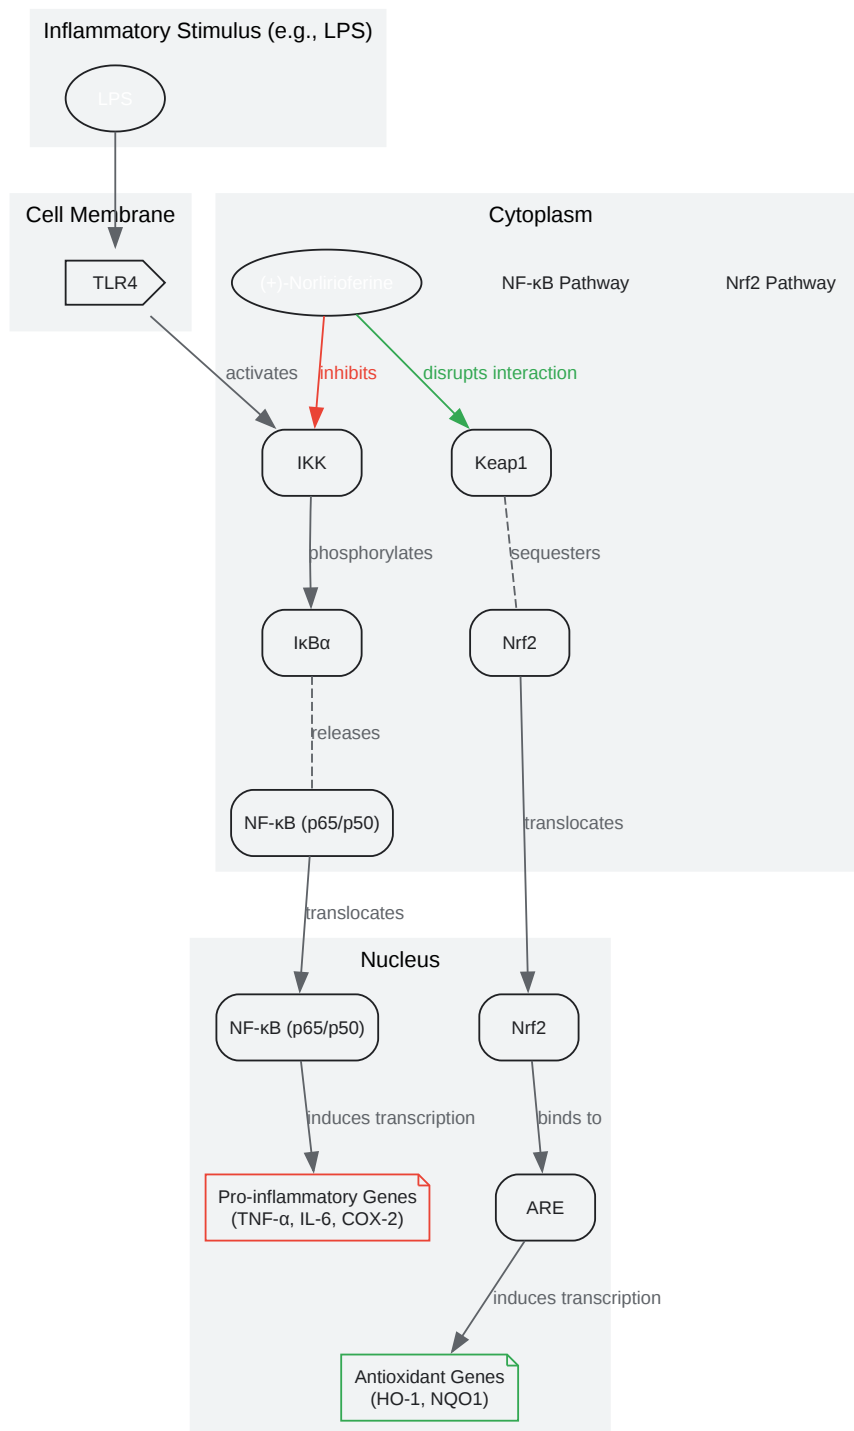 Inflammatory Stimulus (e.g., LPS)
LPS
Cell Membrane
Cytoplasm
TLR4
(+)-Norlirioferine
NF-κB Pathway
Nrf2 Pathway
activates
inhibits
disrupts interaction
IKK
Keap1
phosphorylates
sequesters
IκBα
Nrf2
releases
NF-κB (p65/p50)
translocates
translocates
Nucleus
NF-κB (p65/p50)
Nrf2
induces transcription
binds to
Pro-inflammatory Genes
(TNF-α, IL-6, COX-2)
ARE
induces transcription
Antioxidant Genes
(HO-1, NQO1)